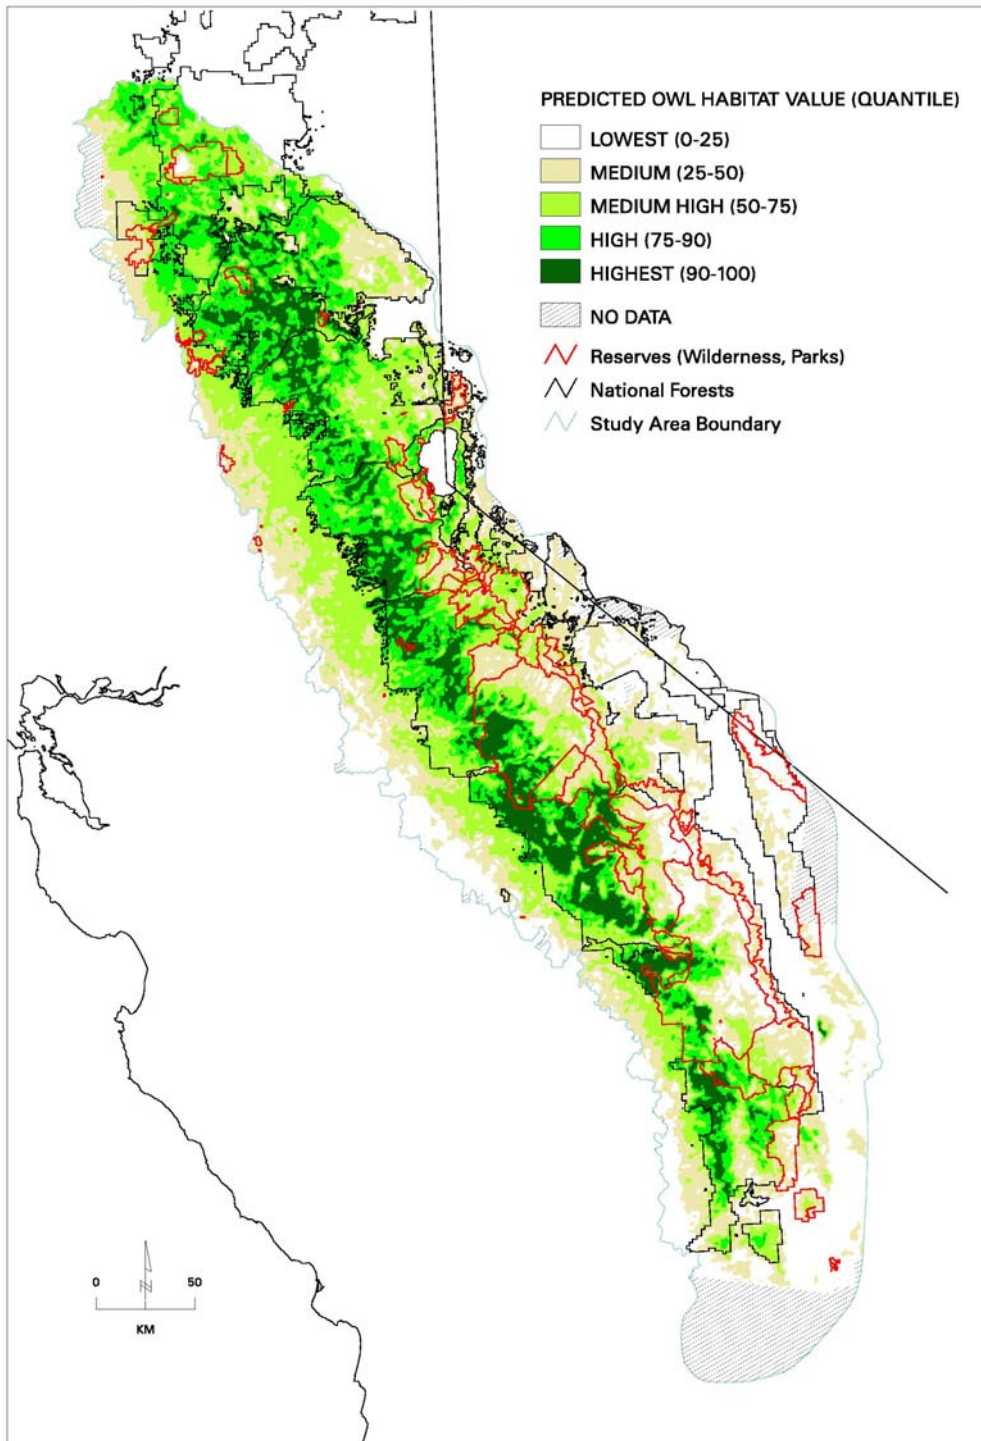 PREDICTED OWL HABITAT VALUE (QUANTILE)
LOWEST (0-25)
MEDIUM (25-50)
MEDIUM HIGH (50-75)
HIGH (75-90)
HIGHEST (90-100)
NO DATA
Reserves (Wilderness, Parks)
National Forests
Study Area Boundary
0 50
KM